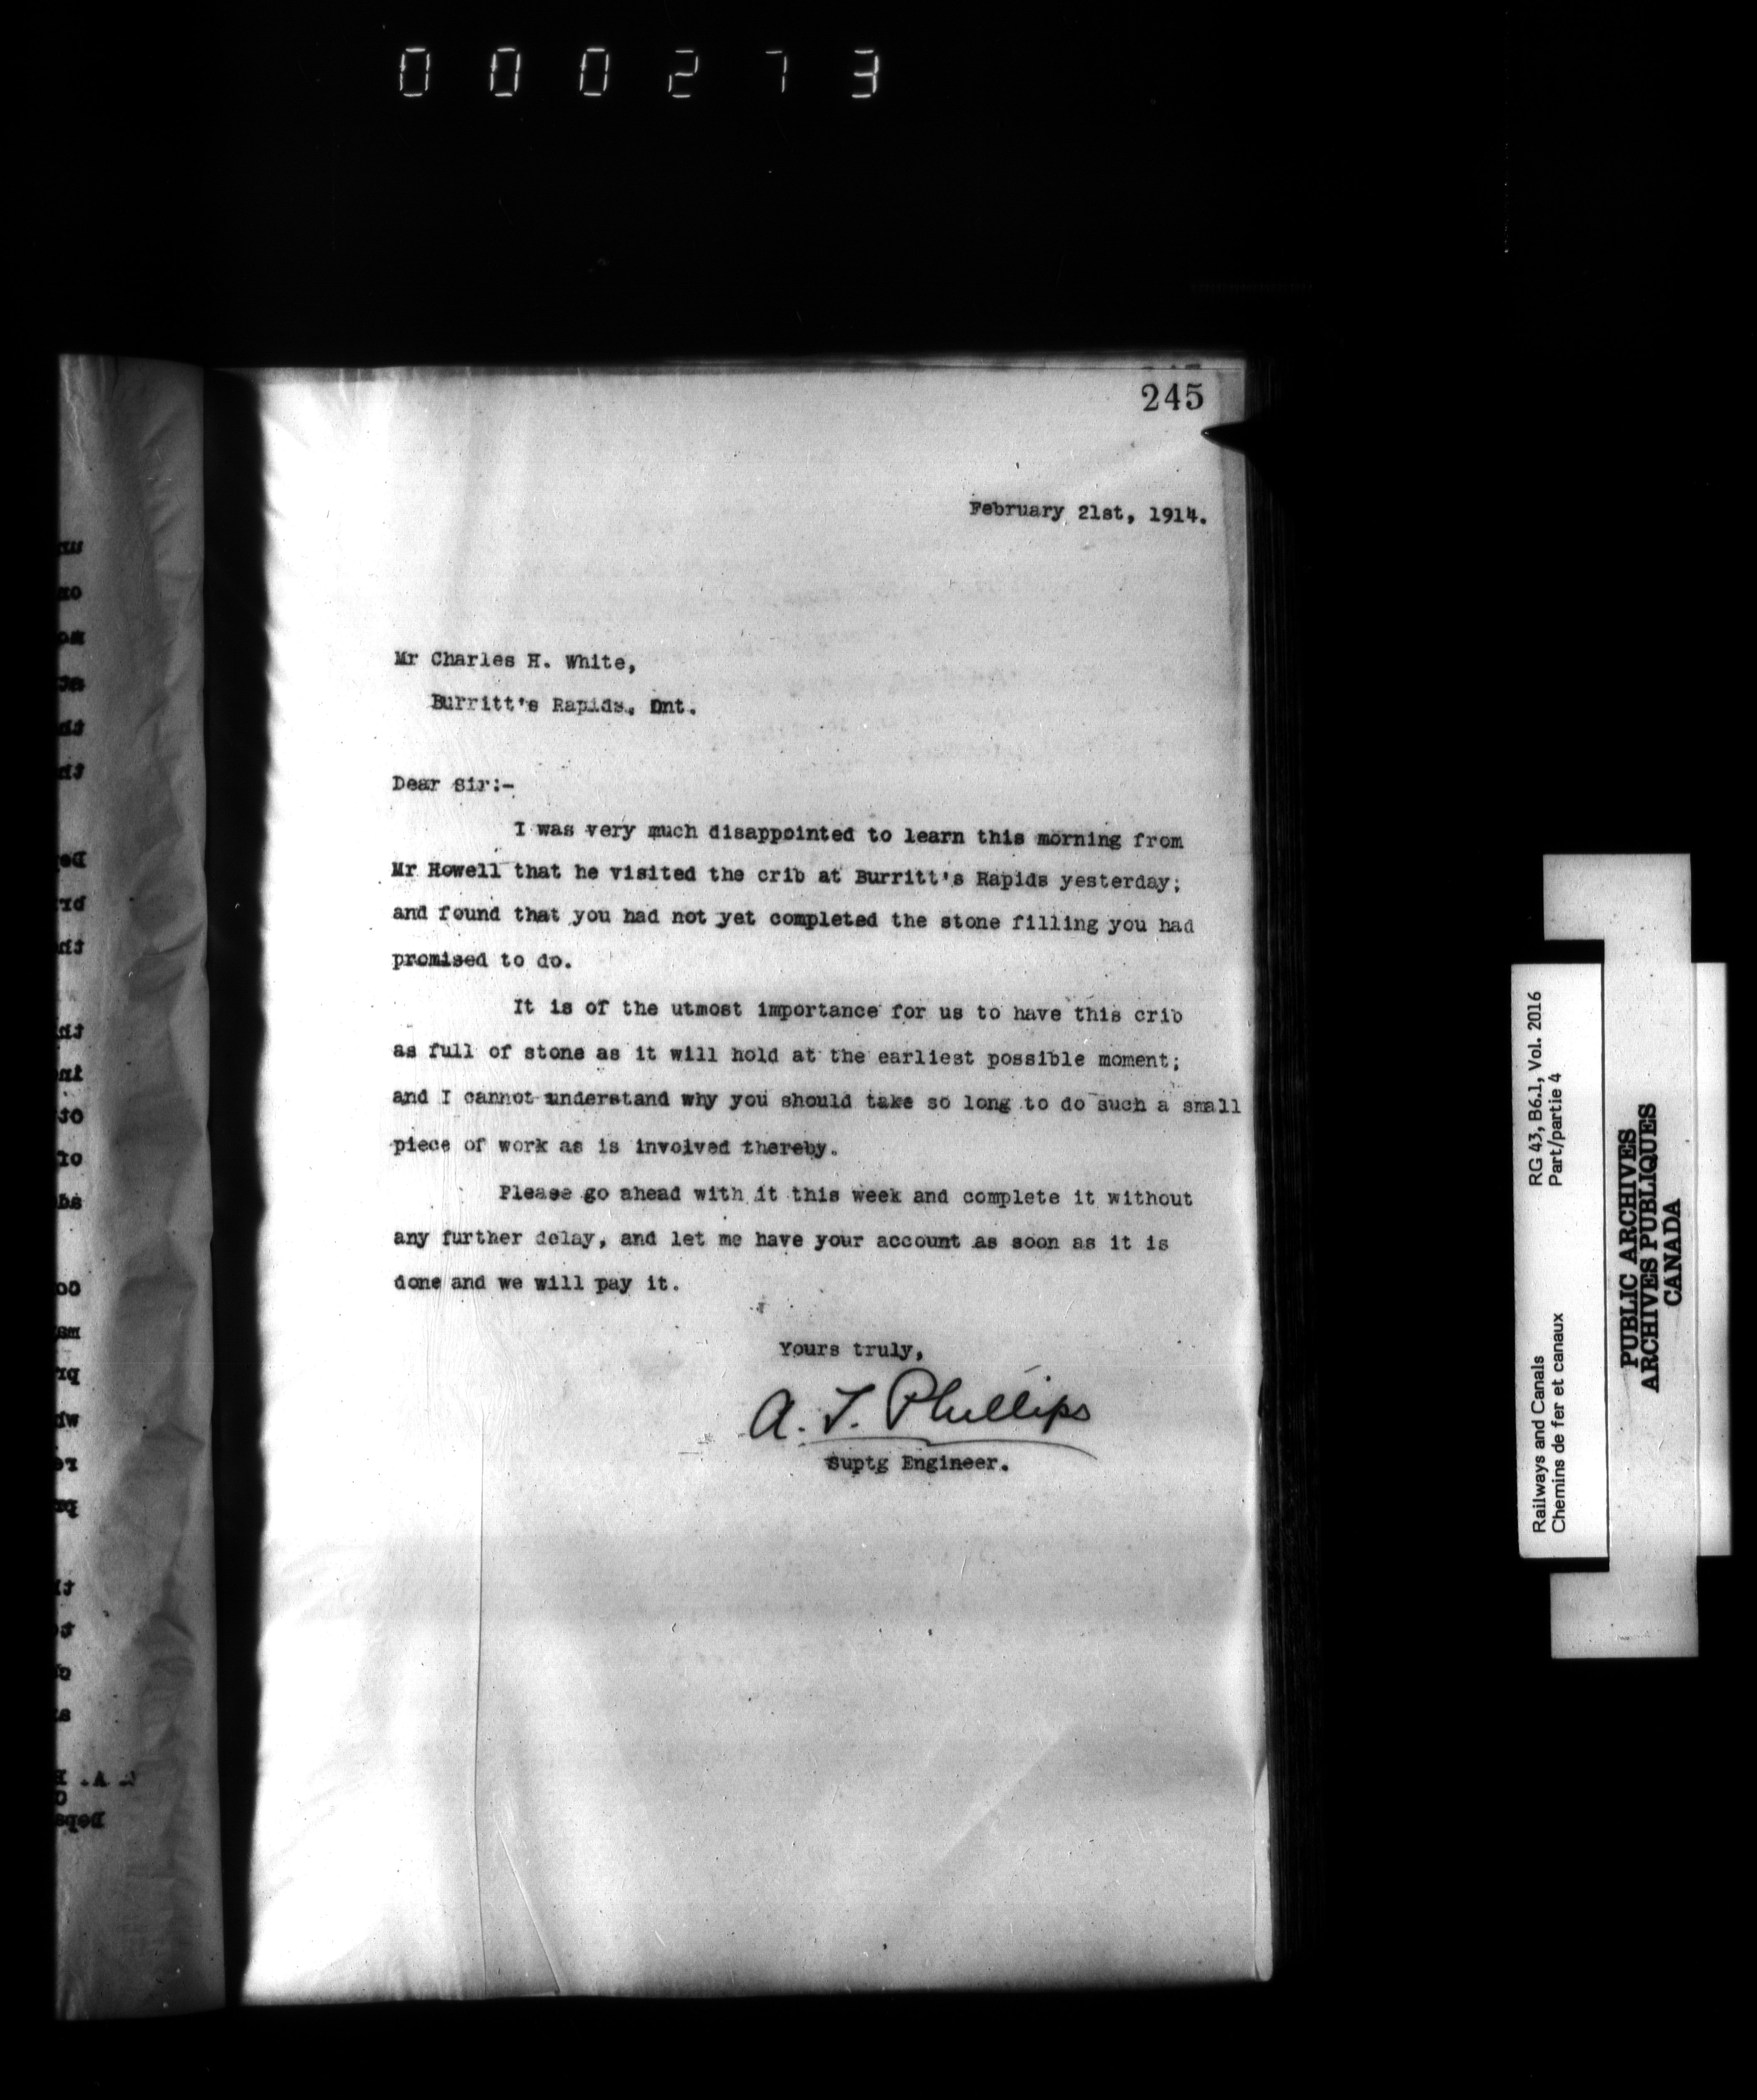 000273
245
February 21st, 1914.
Mr Charles H. White,
Burritt's Rapids, Ont.
Dear Sir:-
I was very much disappointed to learn this morning from
Mr Howell that he visited the crib at Burritt's Rapids yesterday;
and found that you had not yet completed the stone filling you had
promised to do.
It is of the utmost importance for us to have this crib
as full of stone as it will hold at the earliest possible moment;
and I cannot understand why you should take so long to do such a small
piece of work as is involved thereby.
Please go ahead with it this week and complete it without
any further delay, and let me have your account as soon as it is
done and we will pay it.
Yours truly,
A. T. Phillips
Suptg Engineer.
Railways and Canals
Chemins de fer et canaux
RG 43, B6.1, Vol. 2016
Part/partie 4
PUBLIC ARCHIVES
ARCHIVES PUBLIQUES
CANADA